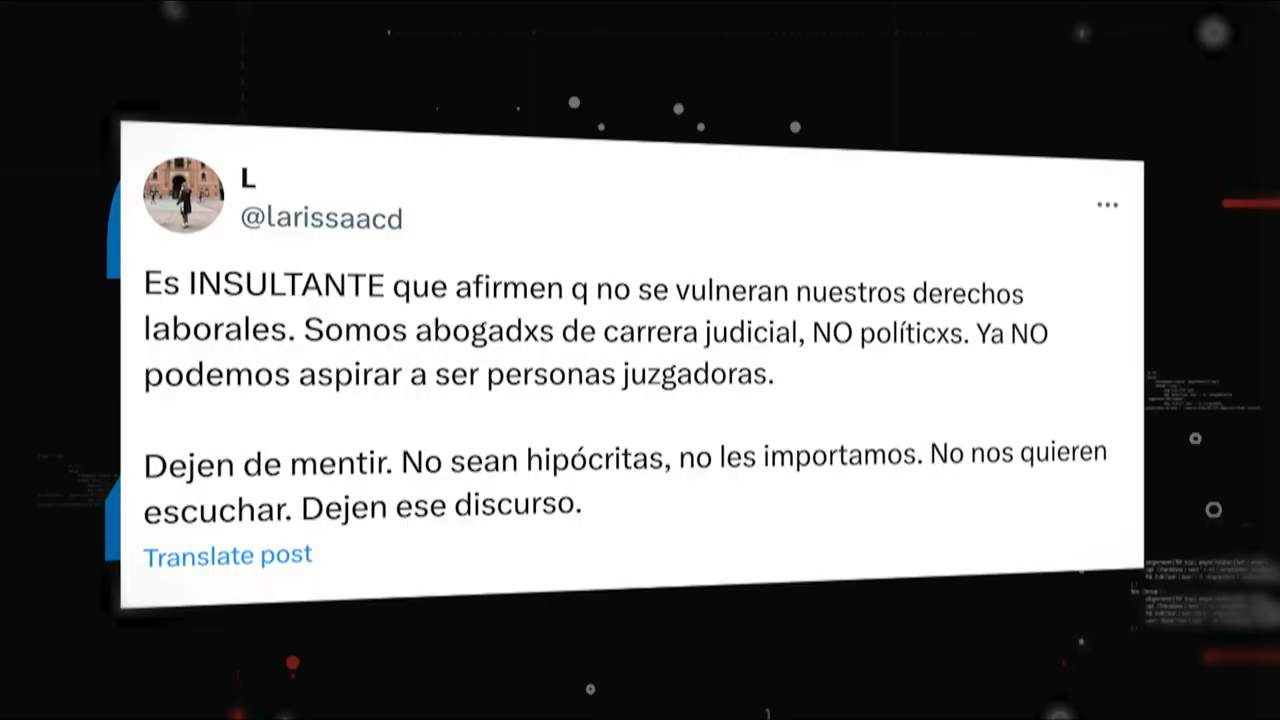 L
@larissaacd
Es INSULTANTE que afirmen q no se vulneran nuestros derechos
laborales. Somos abogadxs de carrera judicial, NO políticxs. Ya NO
podemos aspirar a ser personas juzgadoras.
Dejen de mentir. No sean hipócritas, no les importamos. No nos quieren
escuchar. Dejen ese discurso.
Translate post